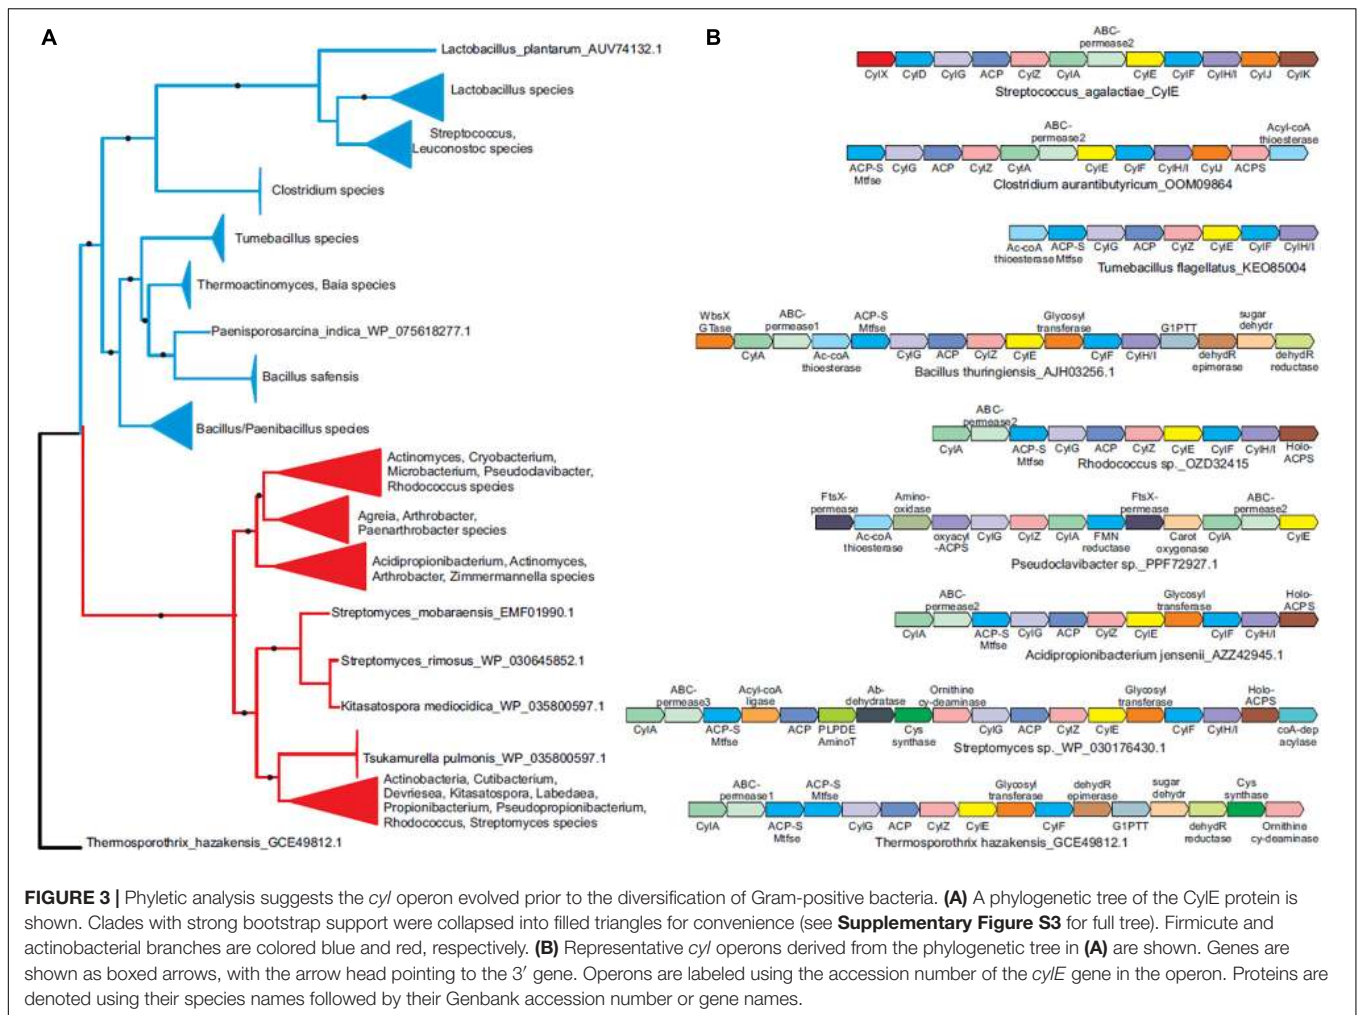 A
Lactobacillus_plantarum_AUV74132.1
Lactobacillus species
Streptococcus,
Leuconostoc species
Clostridium species
Tumebacillus species
Thermoactinomyces, Baia species
Paenisporosarcina_indica_WP_075618277.1
Bacillus safensis
Bacillus/Paenibacillus species
Actinomyces, Cryobacterium,
Microbacterium, Pseudoclavibacter,
Rhodococcus species
Agreia, Arthrobacter,
Paenarthrobacter species
Acidipropionibacterium, Actinomyces,
Arthrobacter, Zimmermannella species
Streptomyces_mobaraensis_EMF01990.1
Streptomyces_rimosus_WP_030645852.1
Kitasatospora mediocidica_WP_035800597.1
Tsukamurella pulmonis_WP_035800597.1
Actinobacteria, Cutibacterium,
Devriesea, Kitasatospora, Labedaea,
Propionibacterium, Pseudopropionibacterium,
Rhodococcus, Streptomyces species
Thermosporothrix_hazakensis_GCE49812.1
B
ABC-
permease2
CylX CylD CylG ACP CylZ CylA CylE CylF CylH/I CylJ CylK
Streptococcus_agalactiae_CylE
ABC-
permease2
Acyl-coA
thioesterase
ACP-S
Mtfse
CylG ACP CylZ CylA CylE CylF CylH/I CylJ ACPS
Clostridium aurantibutyricum_OOM09864
Ac-coA
thioesterase
ACP-S
Mtfse
CylG ACP CylZ CylE CylF CylH/I
Tumebacillus flagellatus_KEO85004
WbsX
GTase
ABC-
permease1
ACP-S
Mtfse
Glycosyl
transferase
G1PTT
sugar
dehydr
CylA
Ac-coA
thioesterase
CylG ACP CylZ CylE CylF CylH/I
dehydR
epimerase
dehydR
reductase
Bacillus thuringiensis_AJH03256.1
ABC-
permease2
CylA
ACP-S
Mtfse
CylG ACP CylZ CylE CylF CylH/I
Holo-
ACPS
Rhodococcus sp._OZD32415
FtsX-
permease
Amino-
oxidase
FtsX-
permease
ABC-
permease2
Ac-coA
thioesterase
oxyacyl
-ACPS
CylG CylZ CylA
FMN
reductase
Carot
oxygenase
CylA CylE
Pseudoclavibacter sp._PPF72927.1
ABC-
permease2
Glycosyl
transferase
Holo-
ACPS
CylA
ACP-S
Mtfse
CylG ACP CylZ CylE CylF CylH/I
Acidipropionibacterium jensenii_AZZ42945.1
ABC-
permease3
Acyl-coA
ligase
Ab-
dehydratase
Ornithine
cy-deaminase
Glycosyl
transferase
Holo-
ACPS
CylA
ACP-S
Mtfse
ACP
PLPDE
AminoT
Cys
synthase
CylG ACP CylZ CylE CylF CylH/I
coA-dep
acylase
Streptomyces sp._WP_030176430.1
ABC-
permease1
ACP-S
Mtfse
Glycosyl
transferase
dehydR
epimerase
sugar
dehydr
Cys
synthase
CylA
ACP-S
Mtfse
CylG ACP CylZ CylE CylF G1PTT
dehydR
reductase
Ornithine
cy-deaminase
Thermosporothrix hazakensis_GCE49812.1
FIGURE 3 | Phyletic analysis suggests the cyl operon evolved prior to the diversification of Gram-positive bacteria. (A) A phylogenetic tree of the CylE protein is
shown. Clades with strong bootstrap support were collapsed into filled triangles for convenience (see Supplementary Figure S3 for full tree). Firmicute and
actinobacterial branches are colored blue and red, respectively. (B) Representative cyl operons derived from the phylogenetic tree in (A) are shown. Genes are
shown as boxed arrows, with the arrow head pointing to the 3′ gene. Operons are labeled using the accession number of the cylE gene in the operon. Proteins are
denoted using their species names followed by their Genbank accession number or gene names.